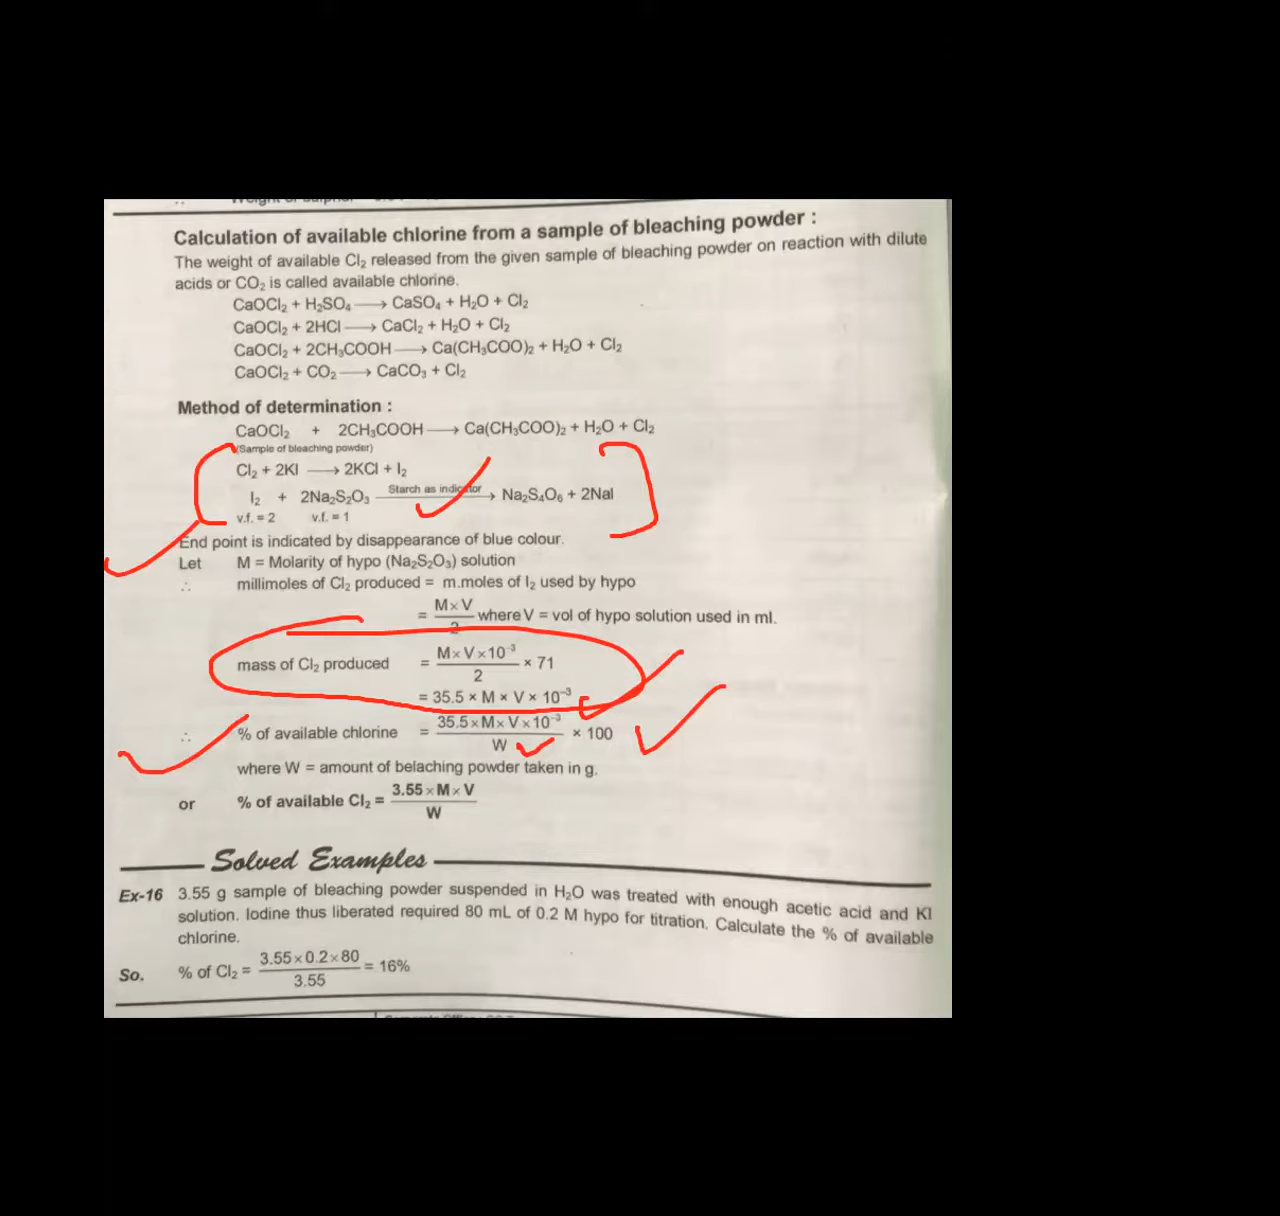 Calculation of available chlorine from a sample of bleaching powder :
The weight of available Cl₂ released from the given sample of bleaching powder on reaction with dilute
acids or CO₂ is called available chlorine.
CaOCl₂ + H₂SO₄ ⟶ CaSO₄ + H₂O + Cl₂
CaOCl₂ + 2HCl ⟶ CaCl₂ + H₂O + Cl₂
CaOCl₂ + 2CH₃COOH ⟶ Ca(CH₃COO)₂ + H₂O + Cl₂
CaOCl₂ + CO₂ ⟶ CaCO₃ + Cl₂
Method of determination :
CaOCl₂ + 2CH₃COOH ⟶ Ca(CH₃COO)₂ + H₂O + Cl₂
(Sample of bleaching powder)
Cl₂ + 2KI ⟶ 2KCl + I₂
I₂ + 2Na₂S₂O₃ Starch as indicator ⟶ Na₂S₄O₆ + 2NaI
v.f. = 2 v.f. = 1
End point is indicated by disappearance of blue colour.
Let M = Molarity of hypo (Na₂S₂O₃) solution
∴ millimoles of Cl₂ produced = m.moles of I₂ used by hypo
= M × V / 2 where V = vol of hypo solution used in ml.
mass of Cl₂ produced = M × V × 10⁻³ / 2 × 71
= 35.5 × M × V × 10⁻³
∴ % of available chlorine = 35.5 × M × V × 10⁻³ / W × 100
where W = amount of belaching powder taken in g.
or % of available Cl₂ = 3.55 × M × V / W
Solved Examples
Ex-16 3.55 g sample of bleaching powder suspended in H₂O was treated with enough acetic acid and KI
solution. Iodine thus liberated required 80 mL of 0.2 M hypo for titration. Calculate the % of available
chlorine.
So. % of Cl₂ = 3.55 × 0.2 × 80 / 3.55 = 16%